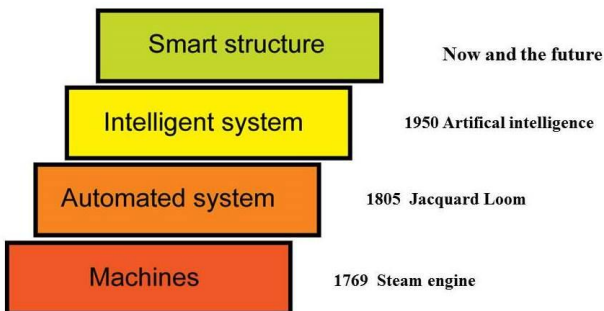 Smart structure
Now and the future
Intelligent system
1950 Artifical intelligence
Automated system
1805 Jacquard Loom
Machines
1769 Steam engine